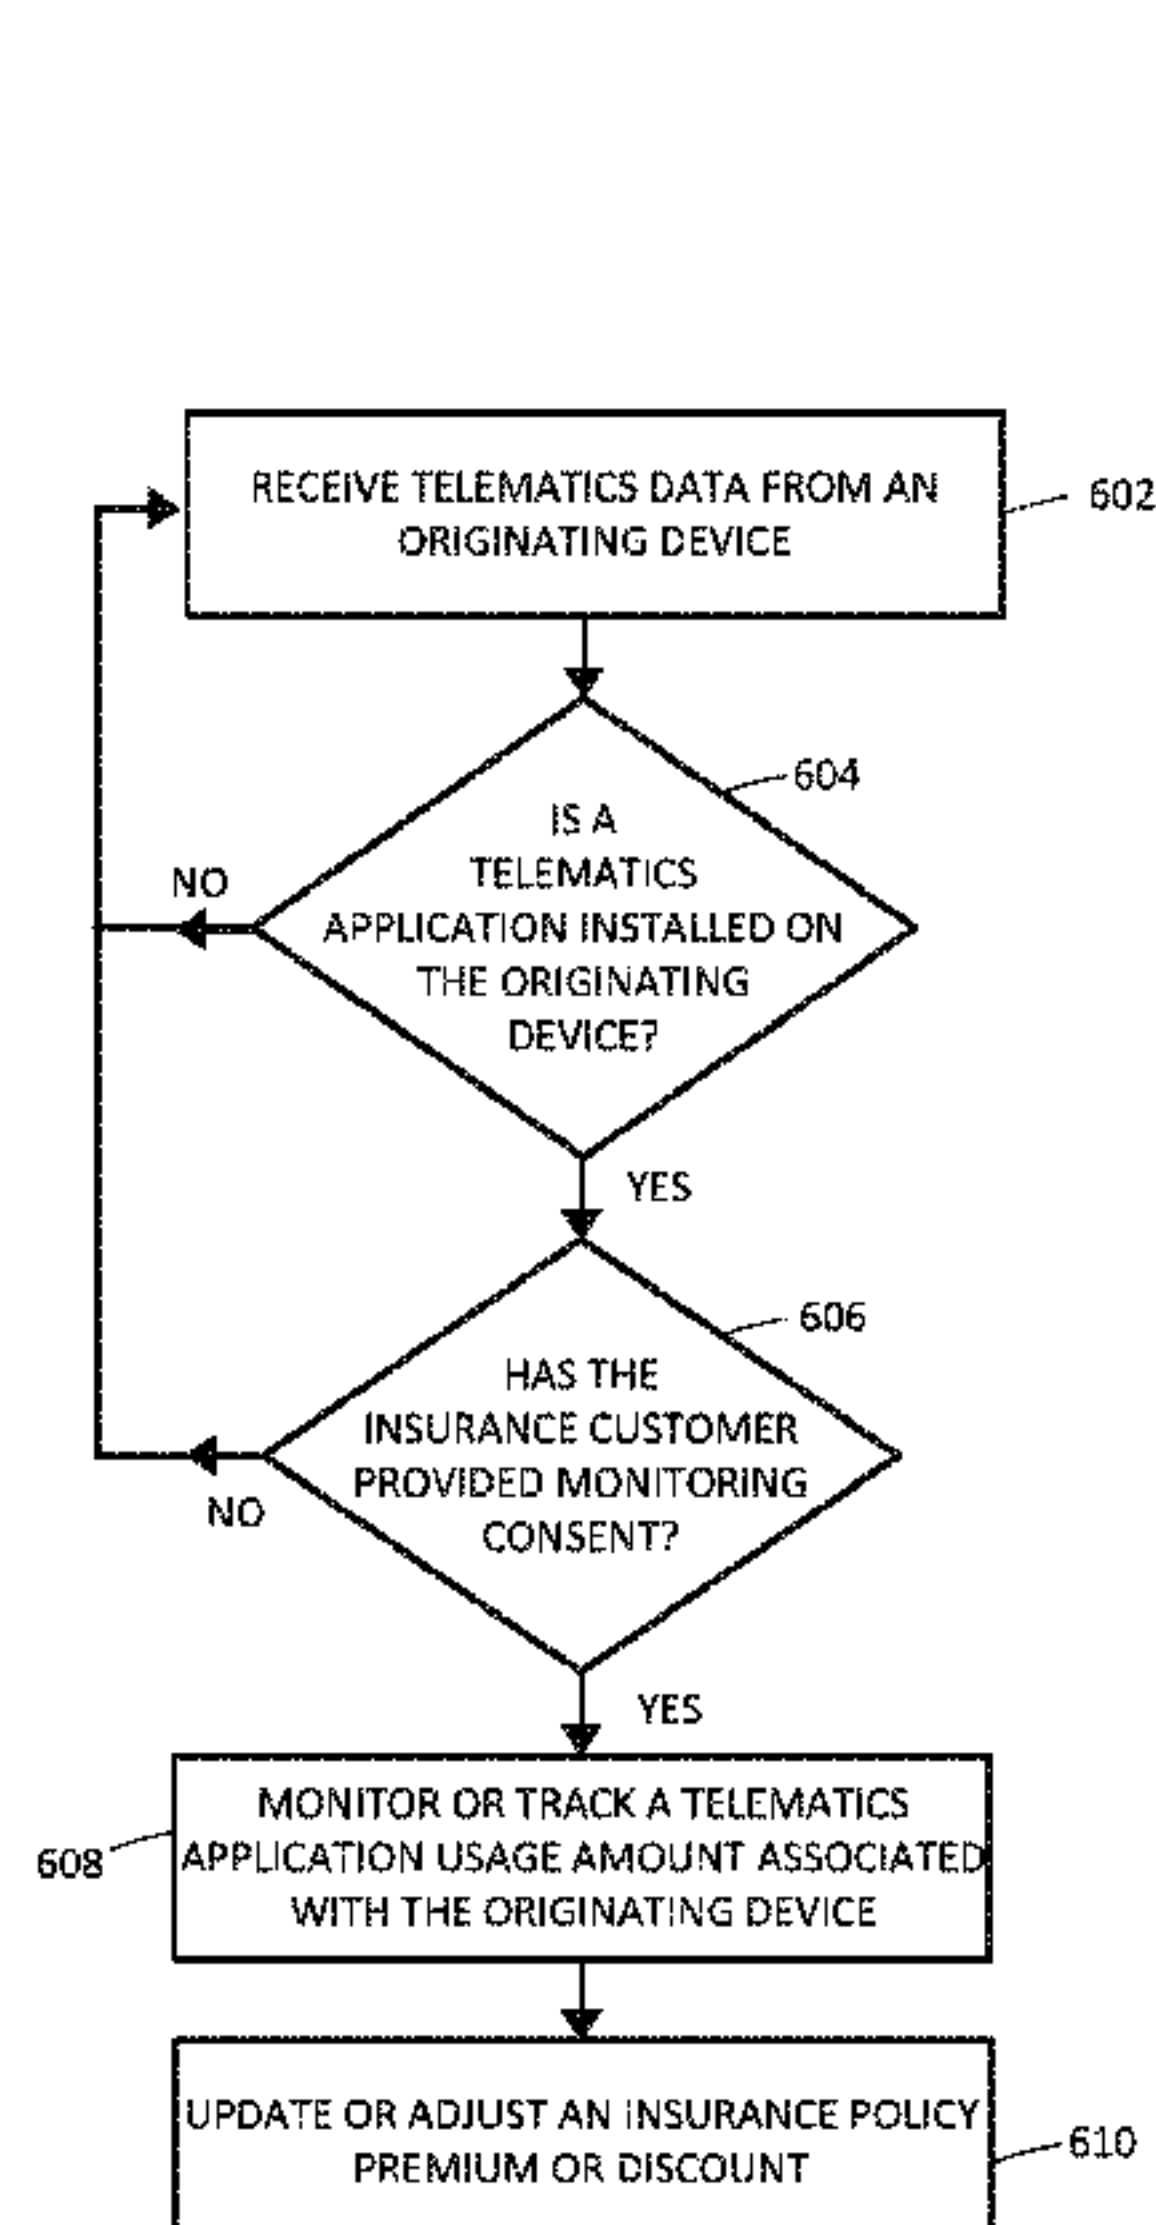 RECEIVE TELEMATICS DATA FROM AN
ORIGINATING DEVICE
602
604
IS A
TELEMATICS
APPLICATION INSTALLED ON
THE ORIGINATING
DEVICE?
NO
YES
606
HAS THE
INSURANCE CUSTOMER
PROVIDED MONITORING
CONSENT?
NO
YES
MONITOR OR TRACK A TELEMATICS
APPLICATION USAGE AMOUNT ASSOCIATED
WITH THE ORIGINATING DEVICE
608
UPDATE OR ADJUST AN INSURANCE POLICY
PREMIUM OR DISCOUNT
610